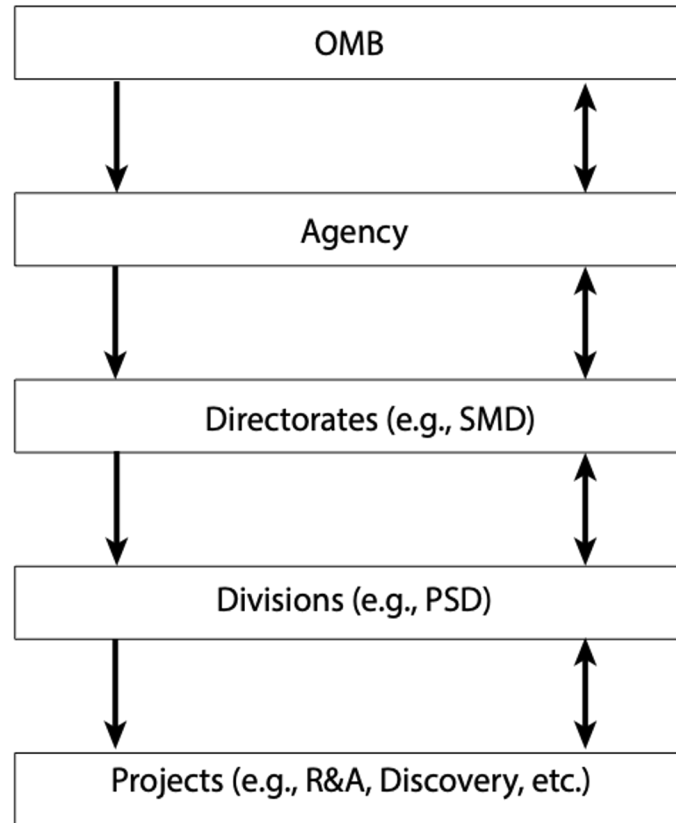 OMB
Agency
Directorates (e.g., SMD)
Divisions (e.g., PSD)
Projects (e.g., R&A, Discovery, etc.)